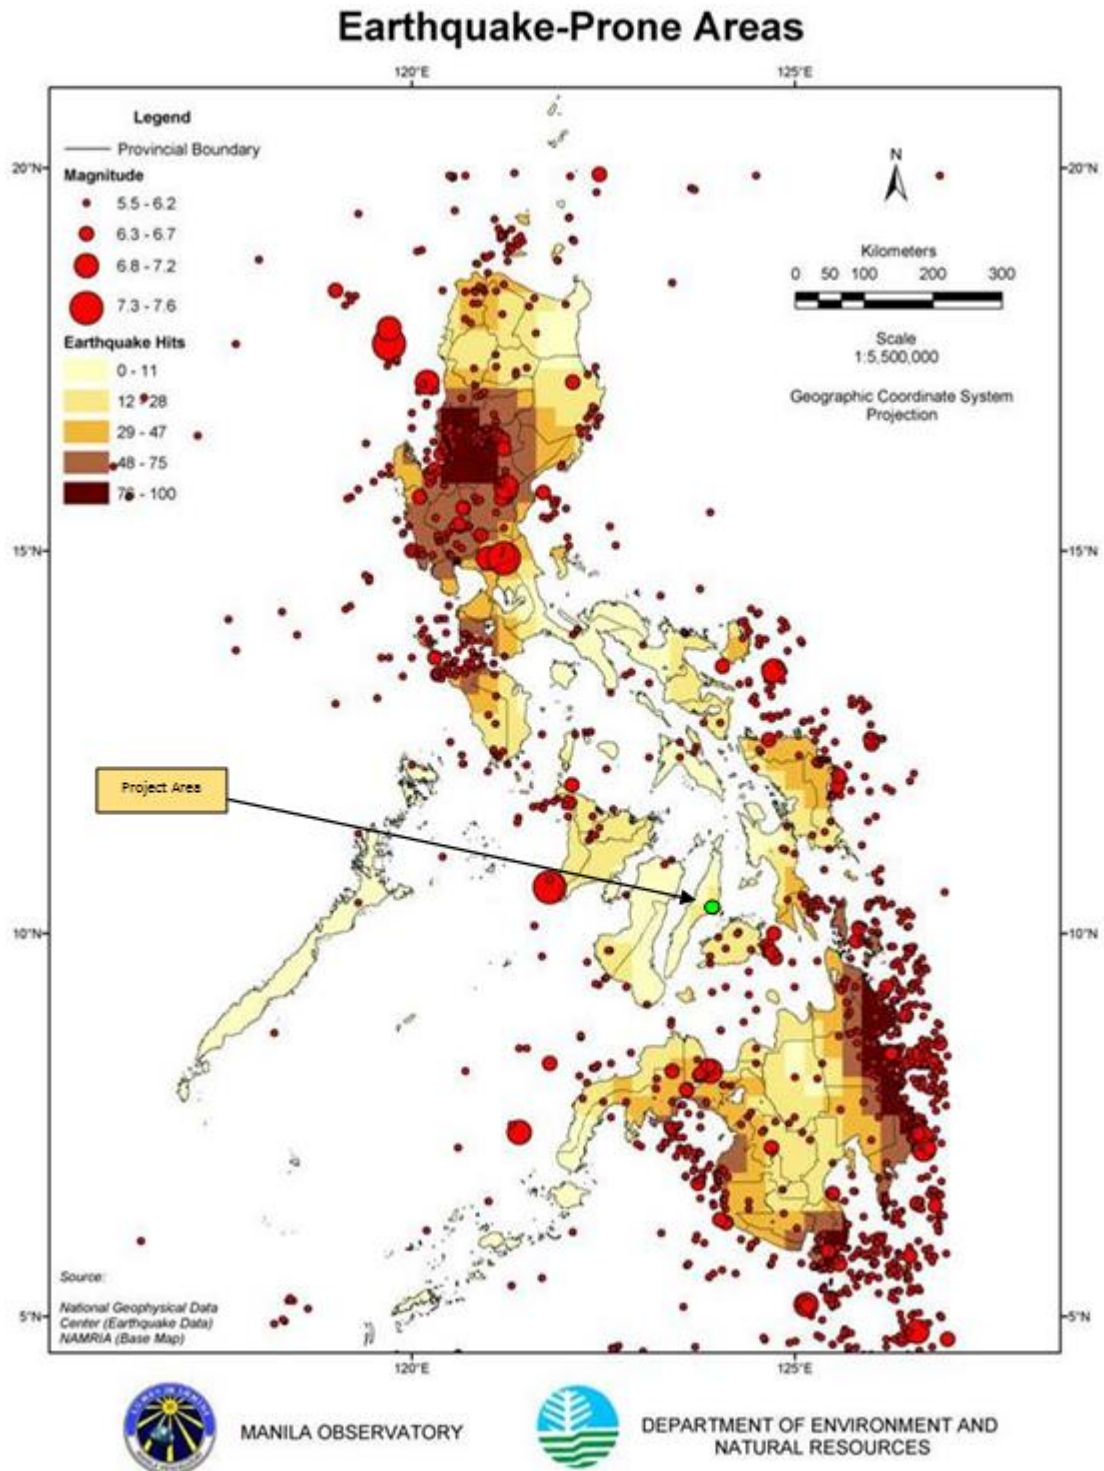 Earthquake-Prone Areas
120°E 125°E
Legend
Provincial Boundary
20°N 20°N
Magnitude
5.5 - 6.2
6.3 - 6.7
6.8 - 7.2
7.3 - 7.6
Earthquake Hits
0 - 11
12 - 28
29 - 47
48 - 75
76 - 100
N
Kilometers
0 50 100 200 300
Scale
1:5,500,000
Geographic Coordinate System
Projection
15°N 15°N
Project Area
10°N 10°N
Source:
National Geophysical Data
Center (Earthquake Data)
NAMRIA (Base Map)
5°N 5°N
120°E 125°E
MANILA OBSERVATORY
DEPARTMENT OF ENVIRONMENT AND
NATURAL RESOURCES